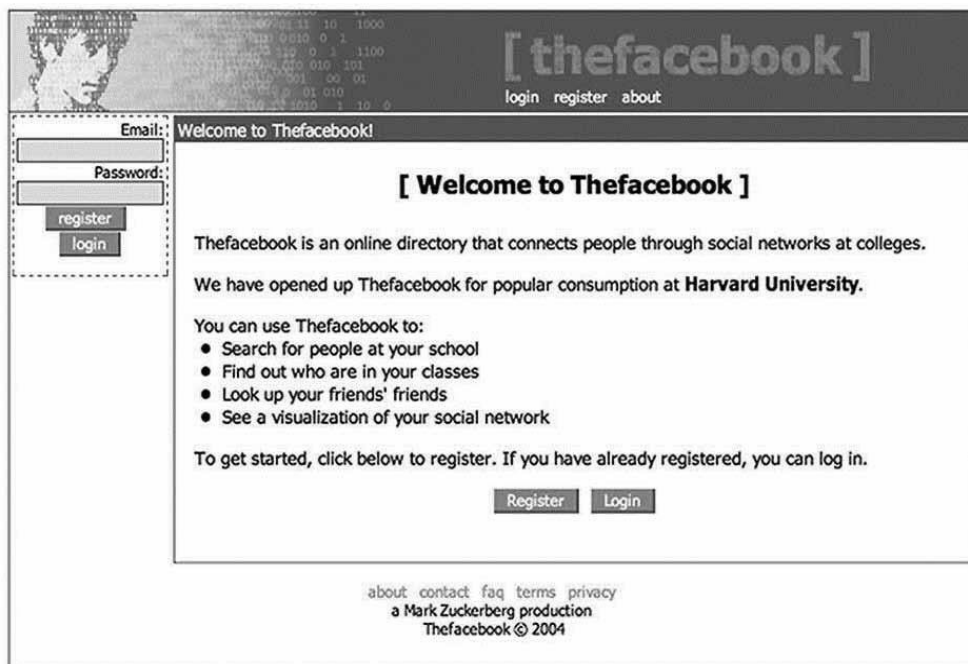 [ thefacebook ]
login register about
Email:
Password:
register
login
Welcome to Thefacebook!
[ Welcome to Thefacebook ]
Thefacebook is an online directory that connects people through social networks at colleges.
We have opened up Thefacebook for popular consumption at Harvard University.
You can use Thefacebook to:
• Search for people at your school
• Find out who are in your classes
• Look up your friends' friends
• See a visualization of your social network
To get started, click below to register. If you have already registered, you can log in.
Register Login
about contact faq terms privacy
a Mark Zuckerberg production
Thefacebook © 2004